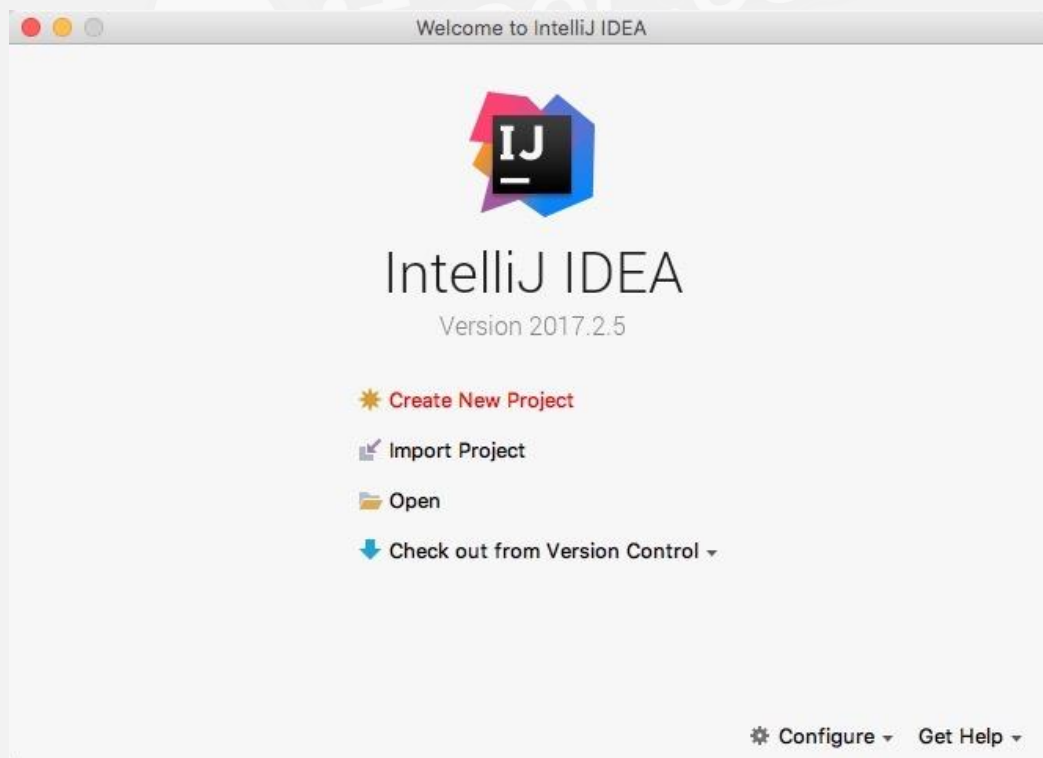 Welcome to IntelliJ IDEA
IJ
IntelliJ IDEA
Version 2017.2.5
Create New Project
Import Project
Open
Check out from Version Control
Configure Get Help